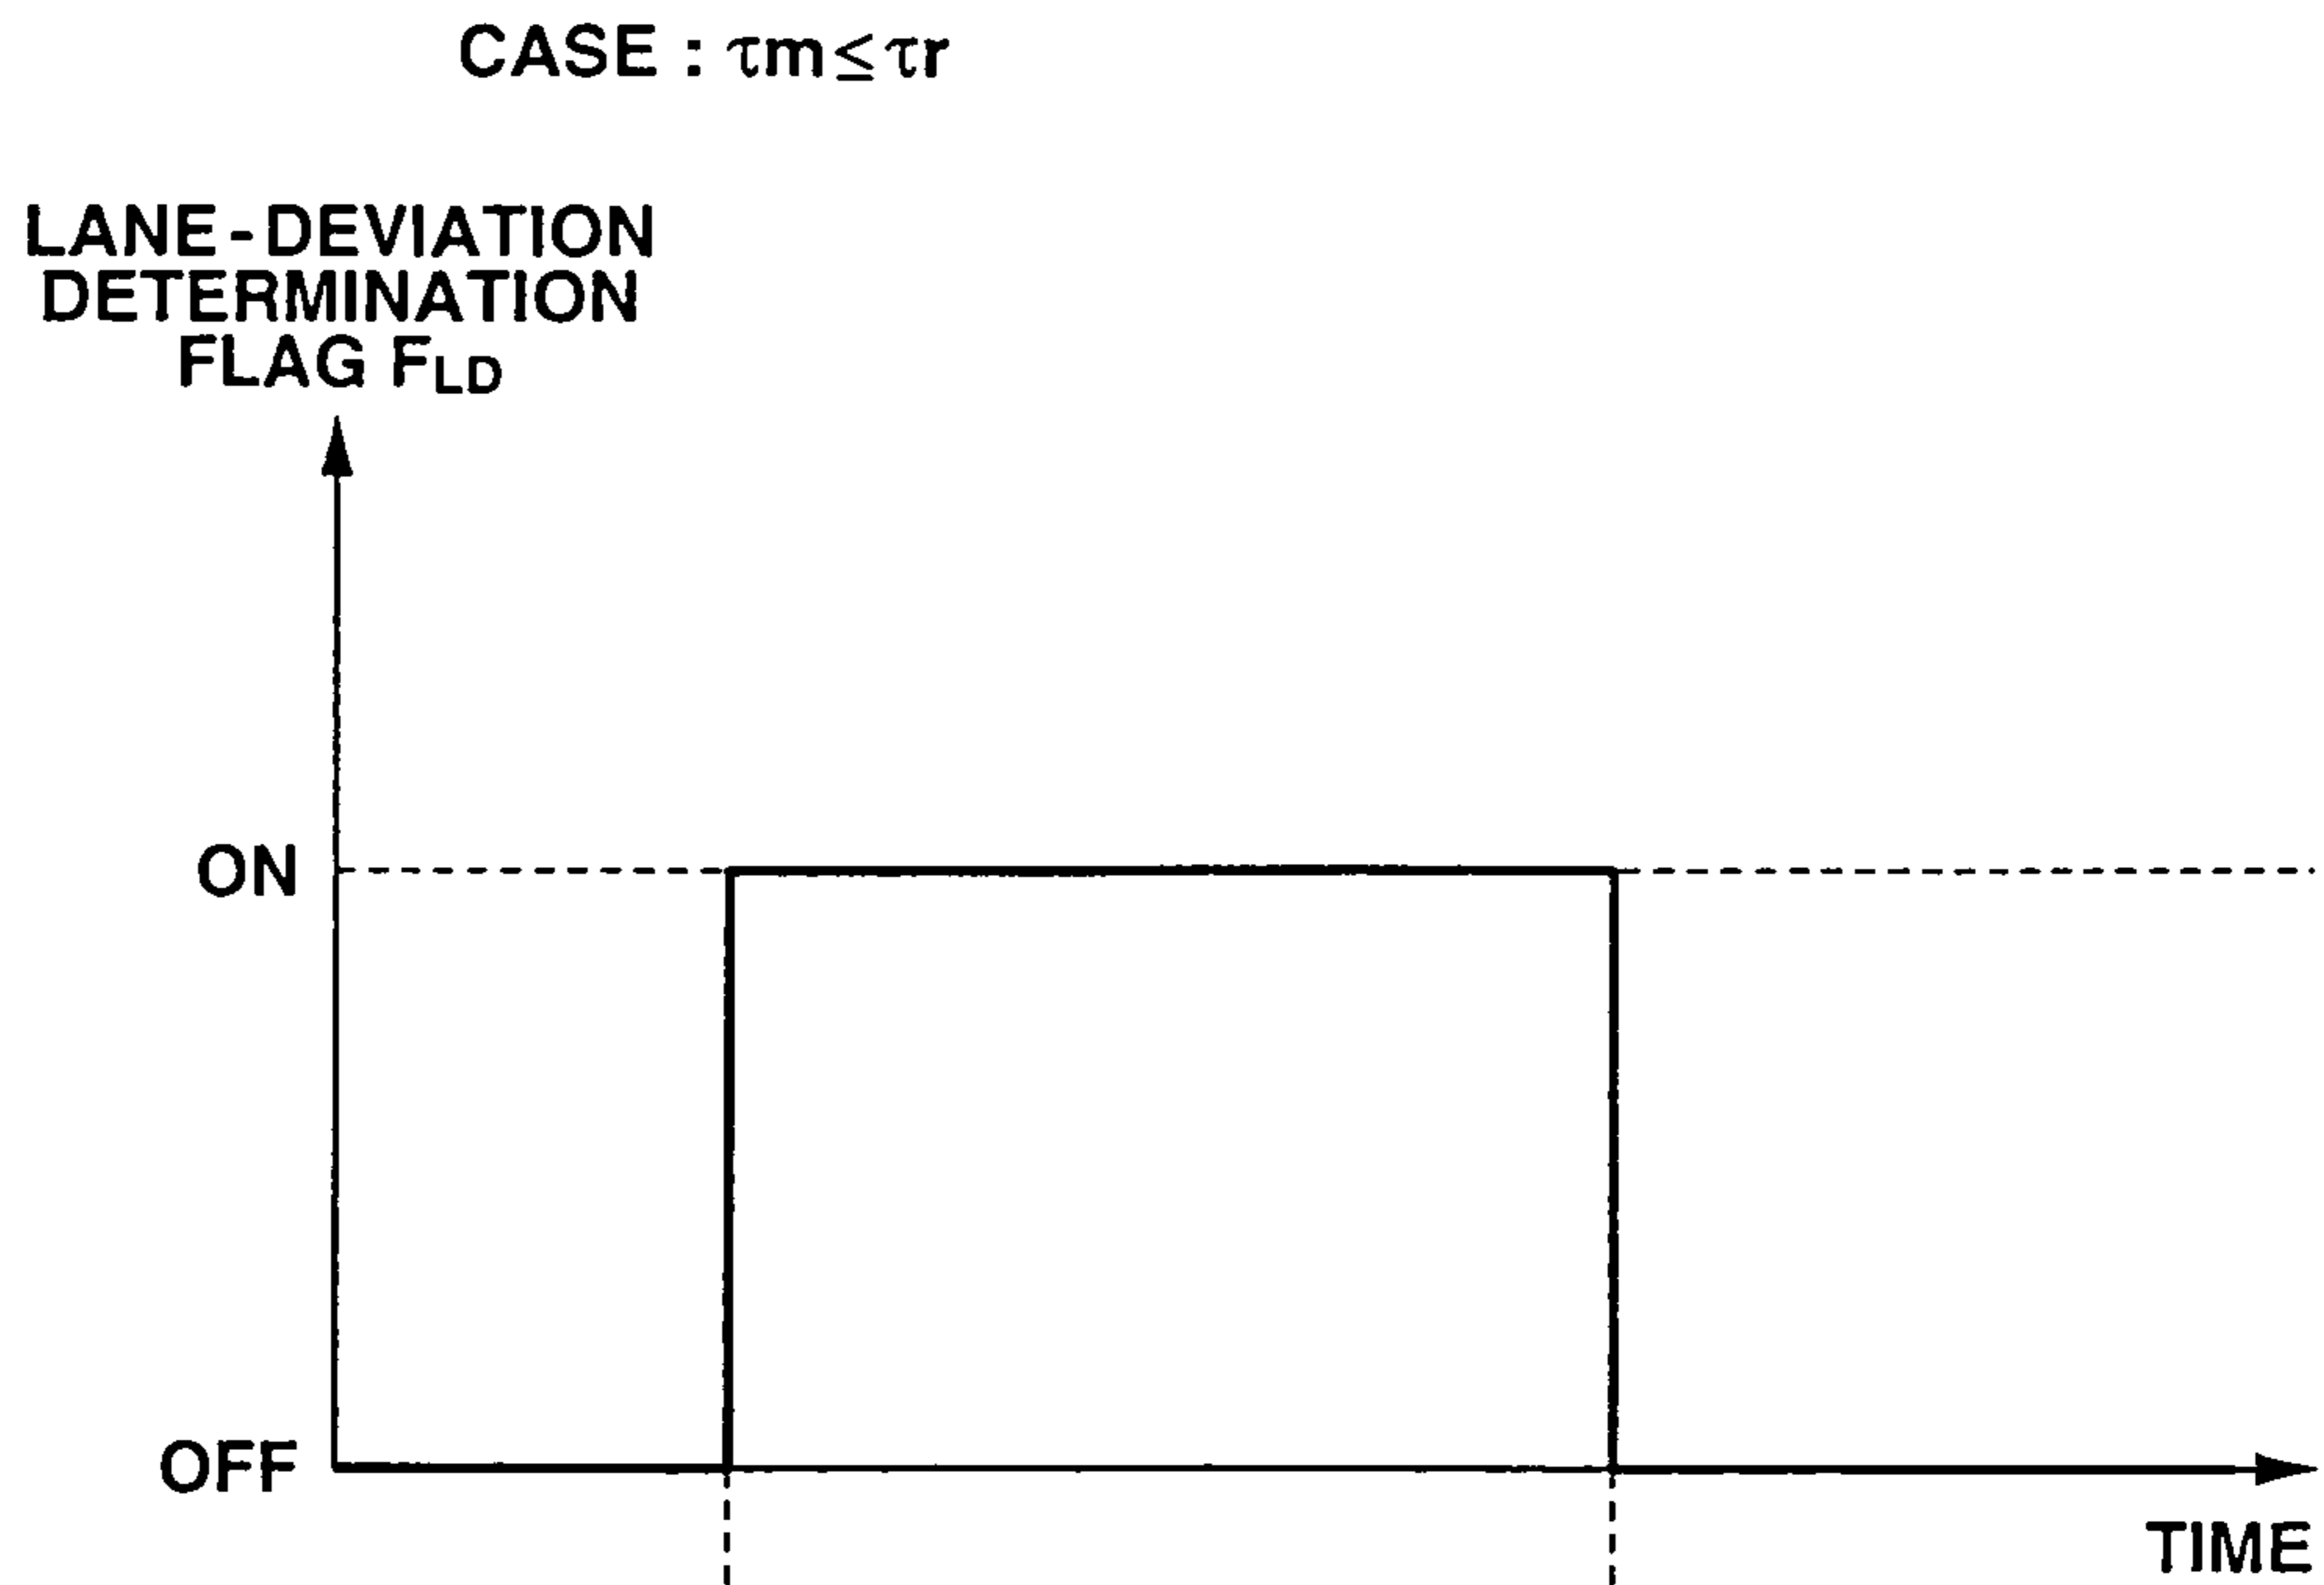 CASE : τm≤τr
LANE-DEVIATION
DETERMINATION
FLAG FLD
ON
OFF
TIME